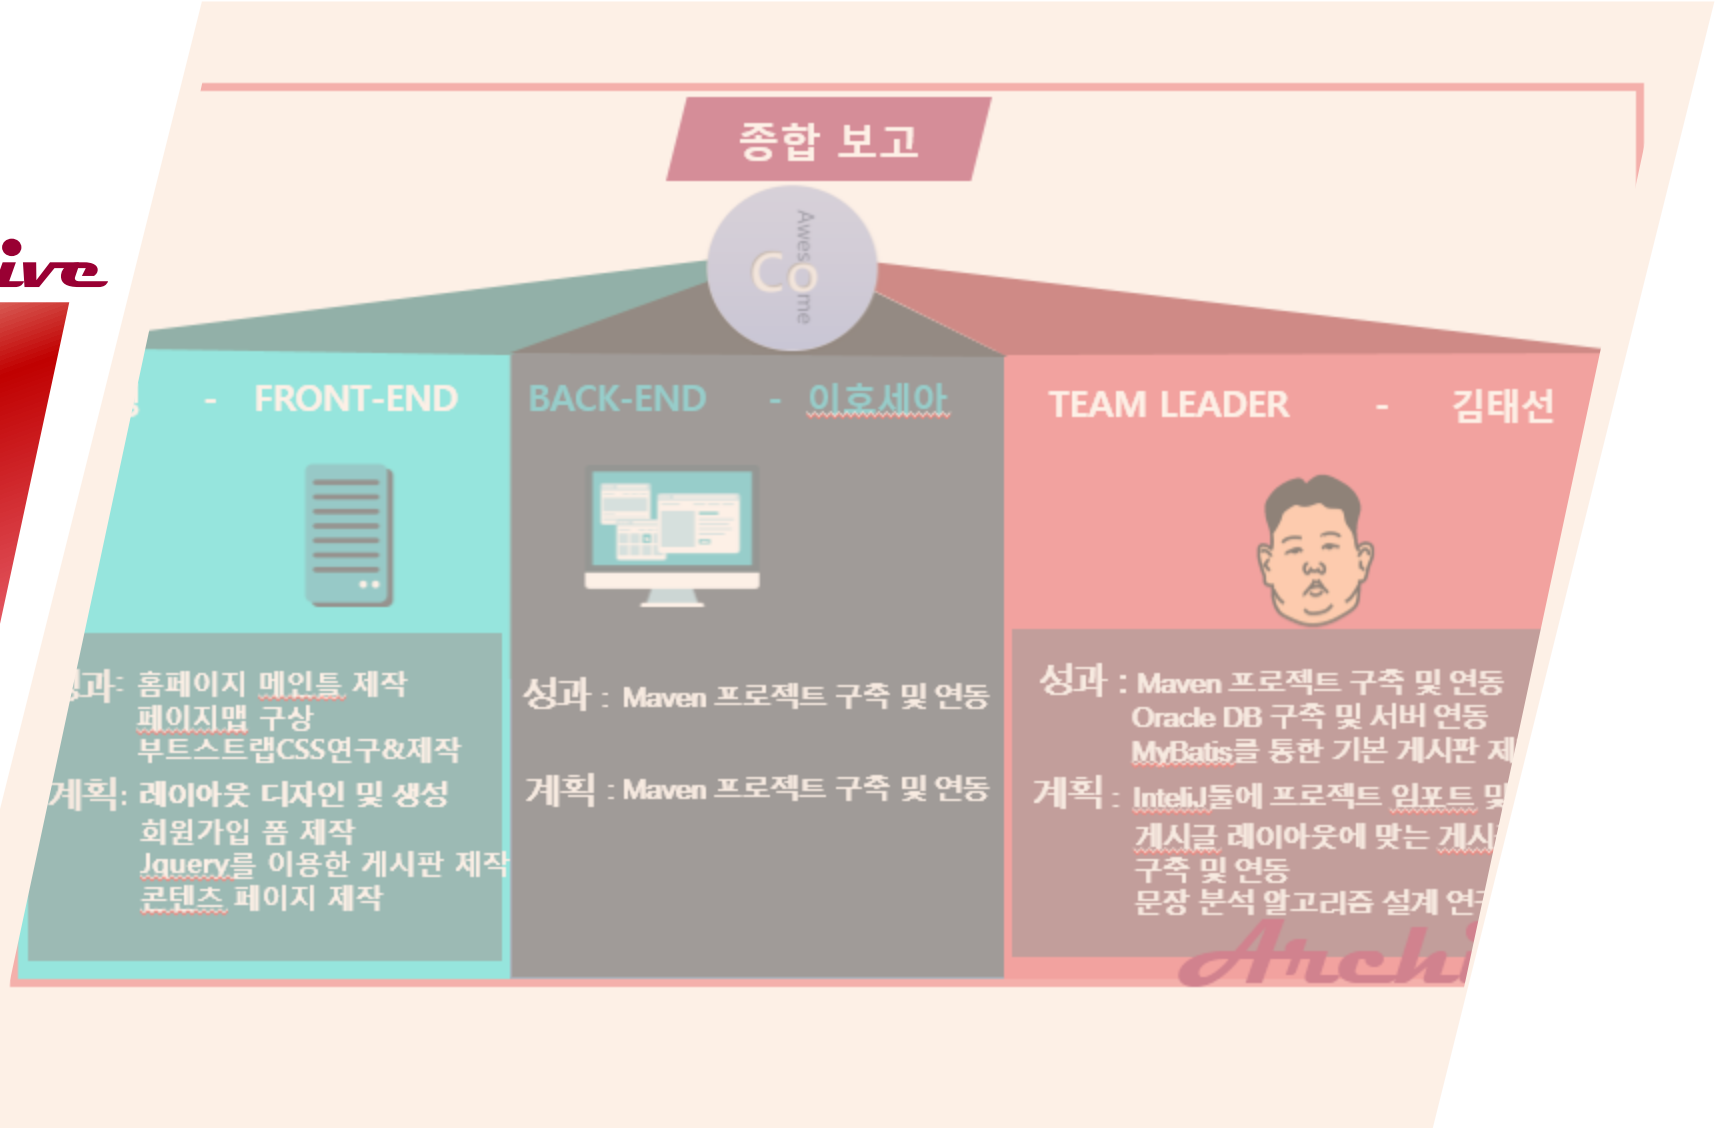 ive
종합 보고
Awes
Co
me
- FRONT-END
BACK-END - 이호세아
TEAM LEADER - 김태선
성과: 홈페이지 메인틀 제작
페이지맵 구상
부트스트랩CSS연구&제작
계획: 레이아웃 디자인 및 생성
회원가입 폼 제작
Jquery를 이용한 게시판 제작
콘텐츠 페이지 제작
성과 : Maven 프로젝트 구축 및 연동
계획 : Maven 프로젝트 구축 및 연동
성과 : Maven 프로젝트 구축 및 연동
Oracle DB 구축 및 서버 연동
MyBatis를 통한 기본 게시판 제
계획 : InteliJ툴에 프로젝트 임포트 및
게시글 레이아웃에 맞는 게시
구축 및 연동
문장 분석 알고리즘 설계
Archi